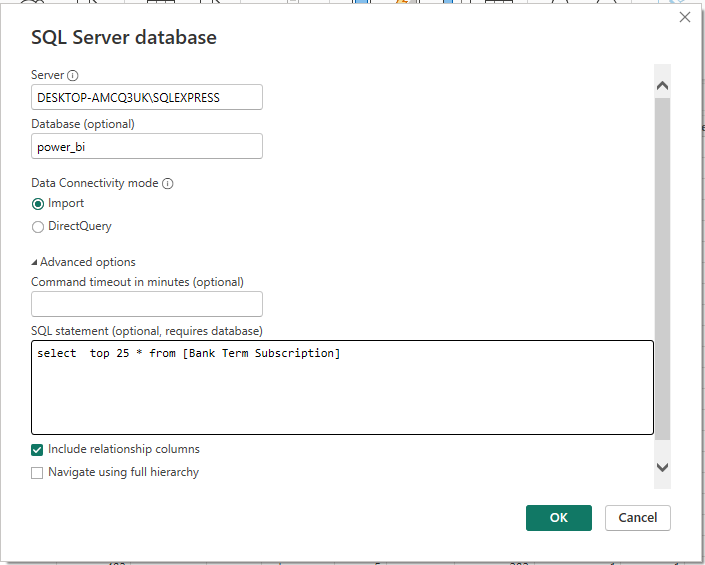 SQL Server database
Server
DESKTOP-AMCQ3UK\SQLEXPRESS
Database (optional)
power_bi
Data Connectivity mode
Import
DirectQuery
Advanced options
Command timeout in minutes (optional)
SQL statement (optional, requires database)
select  top 25 * from [Bank Term Subscription]
Include relationship columns
Navigate using full hierarchy
OK Cancel